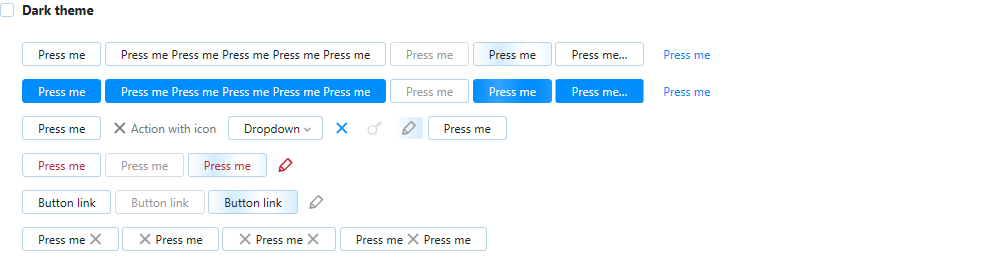 Dark theme
Press me Press me Press me Press me Press me Press me Press me Press me Press me... Press me
Press me Press me Press me Press me Press me Press me Press me Press me Press me... Press me
Press me Action with icon Dropdown Press me
Press me Press me Press me
Button link Button link Button link
Press me Press me Press me Press me Press me